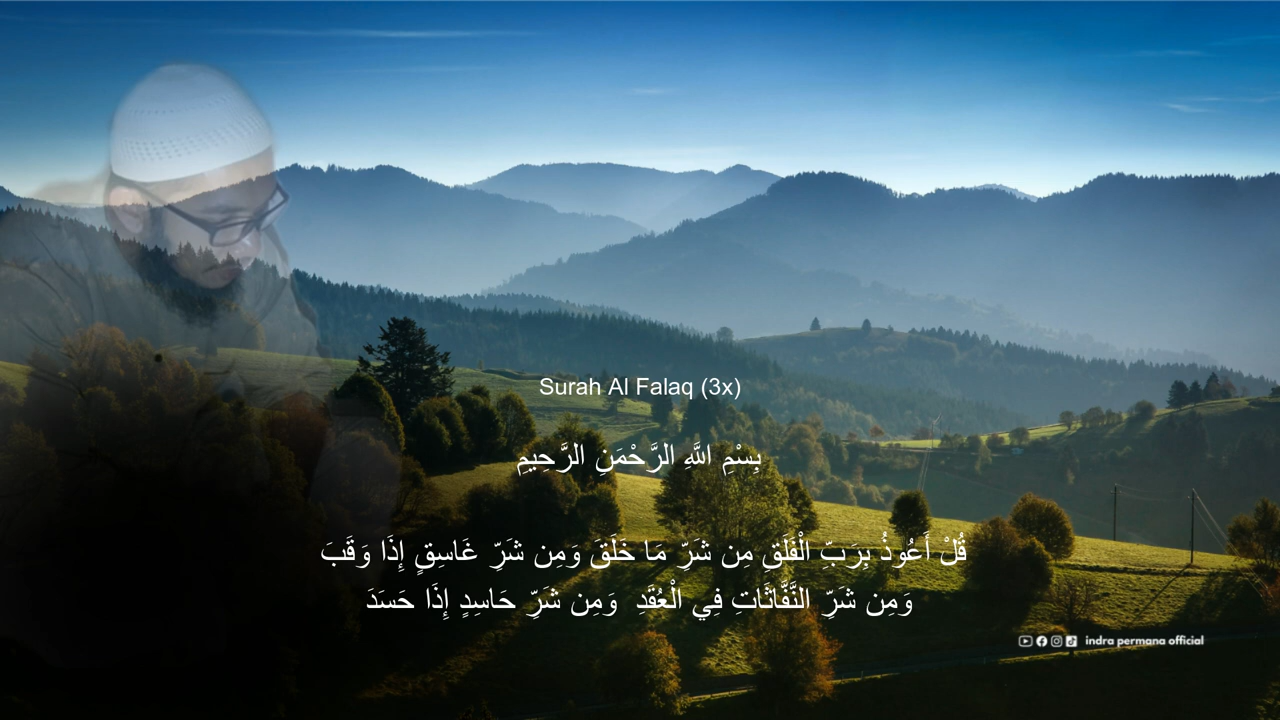 Surah Al Falaq (3x)
بِسْمِ اللَّهِ الرَّحْمَنِ الرَّحِيمِ
قُلْ أَعُوذُ بِرَبِّ الْفَلَقِ مِن شَرِّ مَا خَلَقَ وَمِن شَرِّ غَاسِقٍ إِذَا وَقَبَ
وَمِن شَرِّ النَّفَّاثَاتِ فِي الْعُقَدِ وَمِن شَرِّ حَاسِدٍ إِذَا حَسَدَ
indra permana official